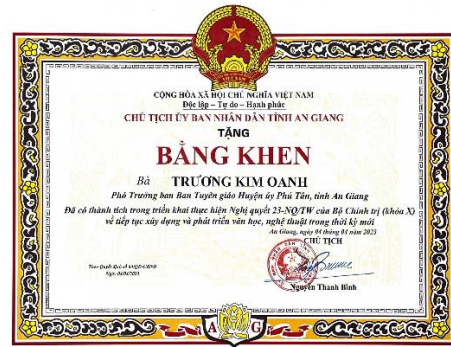 CỘNG HÒA XÃ HỘI CHỦ NGHĨA VIỆT NAM
Độc lập – Tự do – Hạnh phúc
CHỦ TỊCH ỦY BAN NHÂN DÂN TỈNH AN GIANG
TẶNG
BẰNG KHEN
Bà TRƯƠNG KIM OANH
Phó Trưởng ban Ban Tuyên giáo Huyện ủy Phú Tân, tỉnh An Giang
Đã có thành tích trong triển khai thực hiện Nghị quyết 23-NQ/TW của Bộ Chính trị (khóa X)
về tiếp tục xây dựng và phát triển văn học, nghệ thuật trong thời kỳ mới
An Giang, ngày 04 tháng 04 năm 2023
CHỦ TỊCH
Theo Quyết định số
Nguyễn Thanh Bình
A G